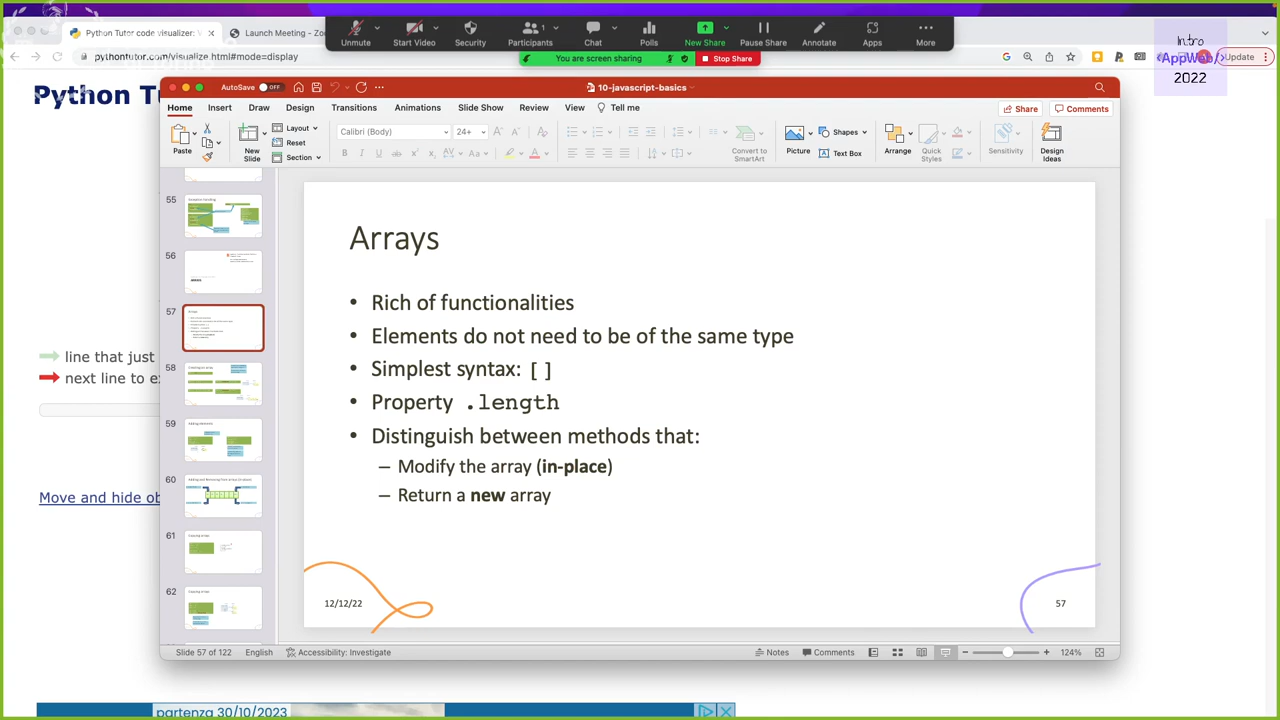 Python Tutor code visualizer: V
Launch Meeting - Zoo
pythontutor.com/visualize.html#mode=display
Update
Unmute
Start Video
Security
Participants
1
Chat
Polls
New Share
Pause Share
Annotate
Apps
More
You are screen sharing
Stop Share
Intro
AppWeb/>
2022
Python Tu
line that just
next line to ex
Move and hide ob
AutoSave OFF
10-javascript-basics
Home
Insert
Draw
Design
Transitions
Animations
Slide Show
Review
View
Tell me
Share
Comments
Paste
New
Slide
Layout
Reset
Section
Calibri (Body)
24+
Convert to
SmartArt
Picture
Shapes
Text Box
Arrange
Quick
Styles
Sensitivity
Design
Ideas
55
56
57
58
59
60
61
62
Arrays
• Rich of functionalities
• Elements do not need to be of the same type
• Simplest syntax: []
• Property .length
• Distinguish between methods that:
– Modify the array (in-place)
– Return a new array
12/12/22
57
Slide 57 of 122
English
Accessibility: Investigate
Notes
Comments
124%
partenza 30/10/2023